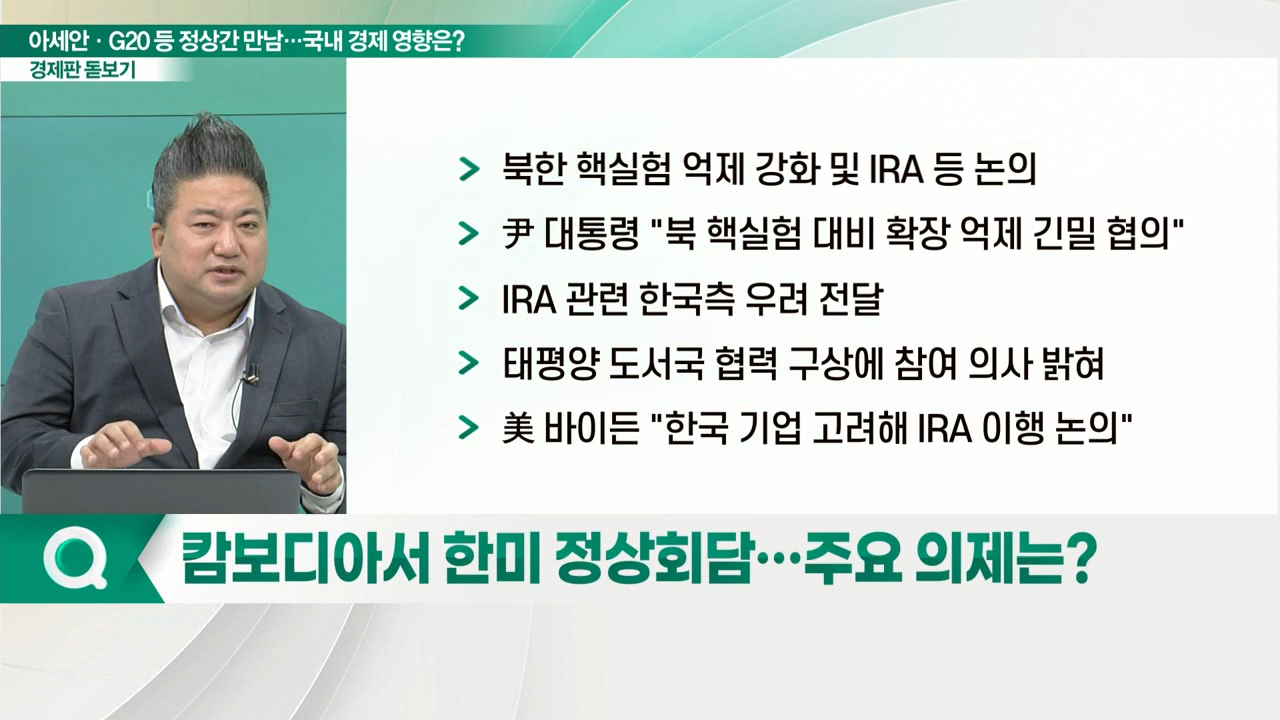 아세안 · G20 등 정상간 만남…국내 경제 영향은?
경제판 돋보기
> 북한 핵실험 억제 강화 및 IRA 등 논의
> 尹 대통령 "북 핵실험 대비 확장 억제 긴밀 협의"
> IRA 관련 한국측 우려 전달
> 태평양 도서국 협력 구상에 참여 의사 밝혀
> 美 바이든 "한국 기업 고려해 IRA 이행 논의"
Q 캄보디아서 한미 정상회담…주요 의제는?